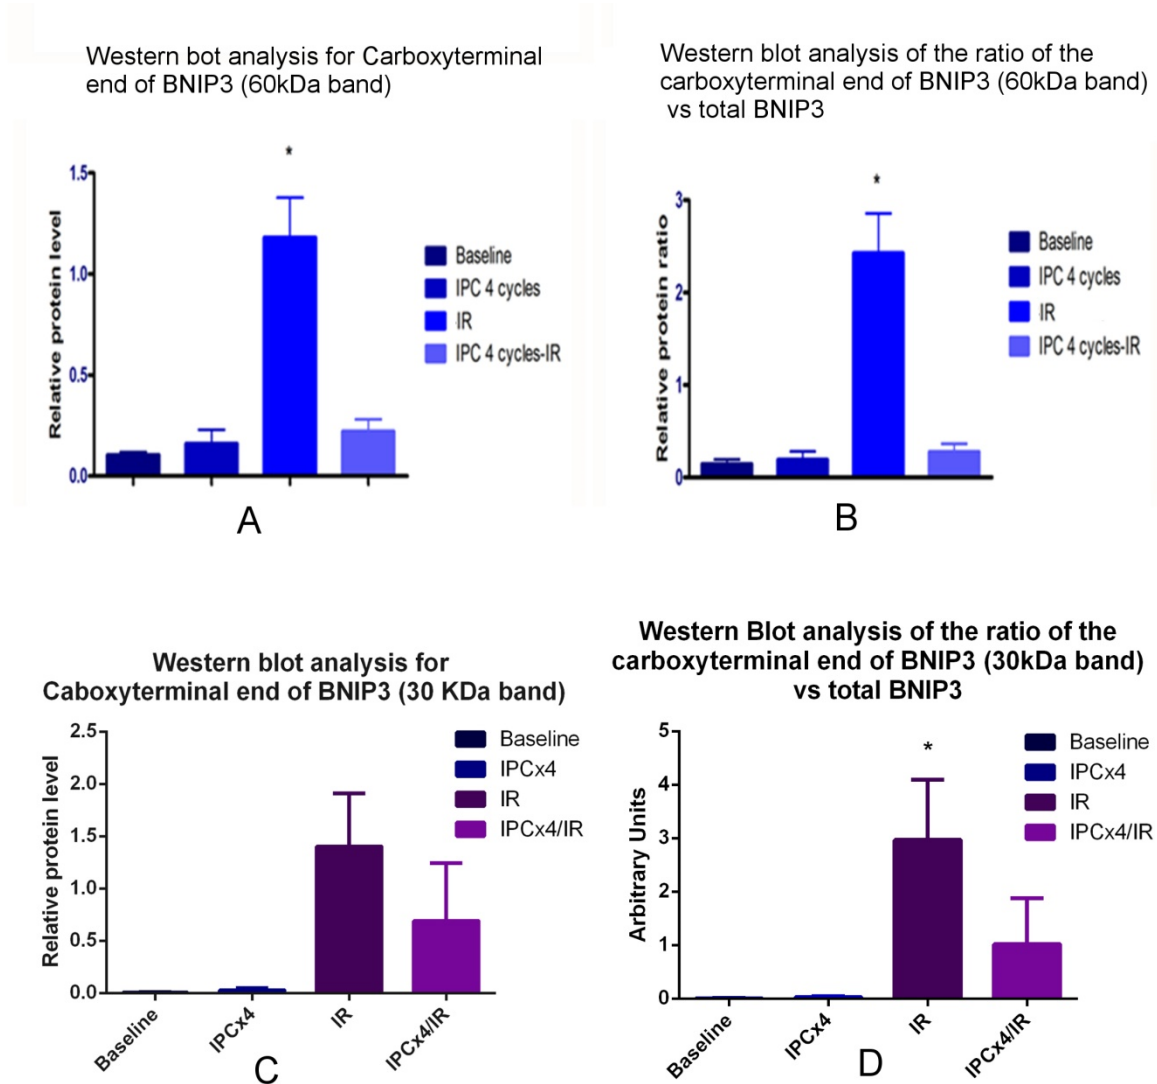 Western bot analysis for Carboxyterminal
end of BNIP3 (60kDa band)
*
1.5
1.0
0.5
0.0
Relative protein level
Baseline
IPC 4 cycles
IR
IPC 4 cycles-IR
A
Western blot analysis of the ratio of the
carboxyterminal end of BNIP3 (60kDa band)
vs total BNIP3
*
3
2
1
0
Relative protein ratio
Baseline
IPC 4 cycles
IR
IPC 4 cycles-IR
B
Western blot analysis for
Caboxyterminal end of BNIP3 (30 KDa band)
2.5
2.0
1.5
1.0
0.5
0.0
Relative protein level
Baseline
IPCx4
IR
IPCx4/IR
Baseline
IPCx4
IR
IPCx4/IR
C
Western Blot analysis of the ratio of the
carboxyterminal end of BNIP3 (30kDa band)
vs total BNIP3
*
5
4
3
2
1
0
Arbitrary Units
Baseline
IPCx4
IR
IPCx4/IR
Baseline
IPCx4
IR
IPCx4/IR
D